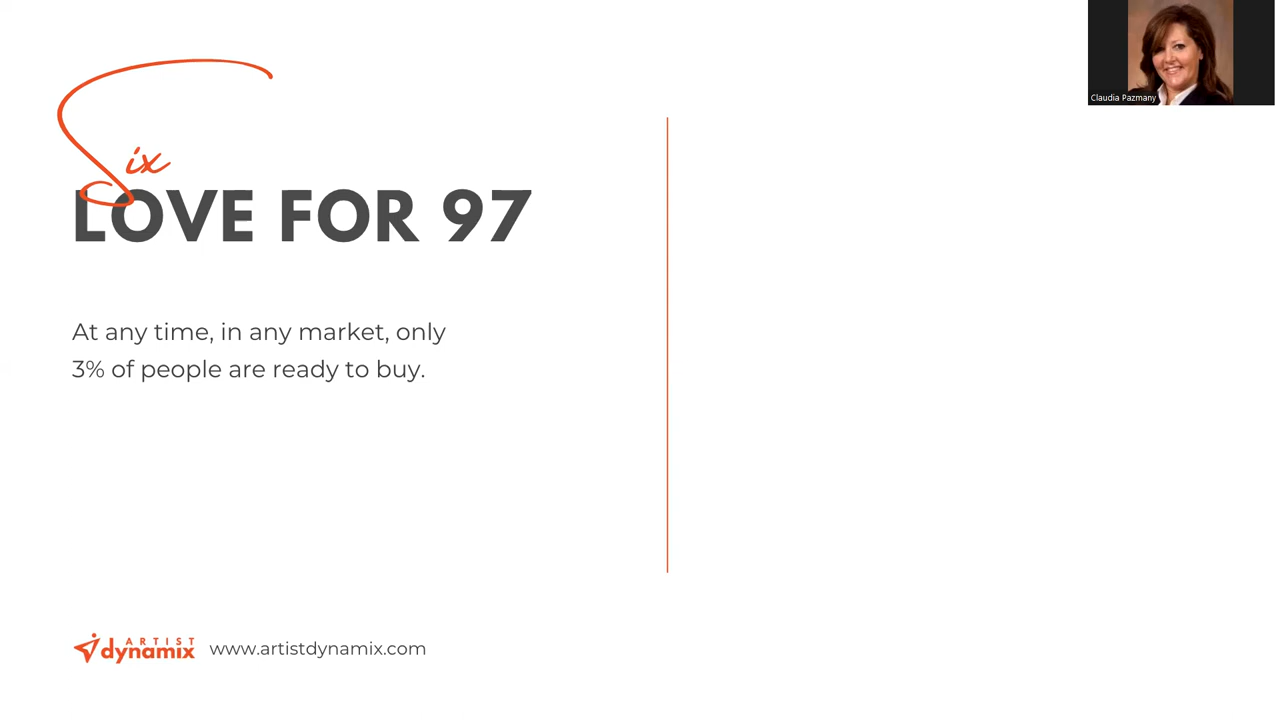 Six
LOVE FOR 97
At any time, in any market, only
3% of people are ready to buy.
ARTIST
dynamix
www.artistdynamix.com
Claudia Pazmany